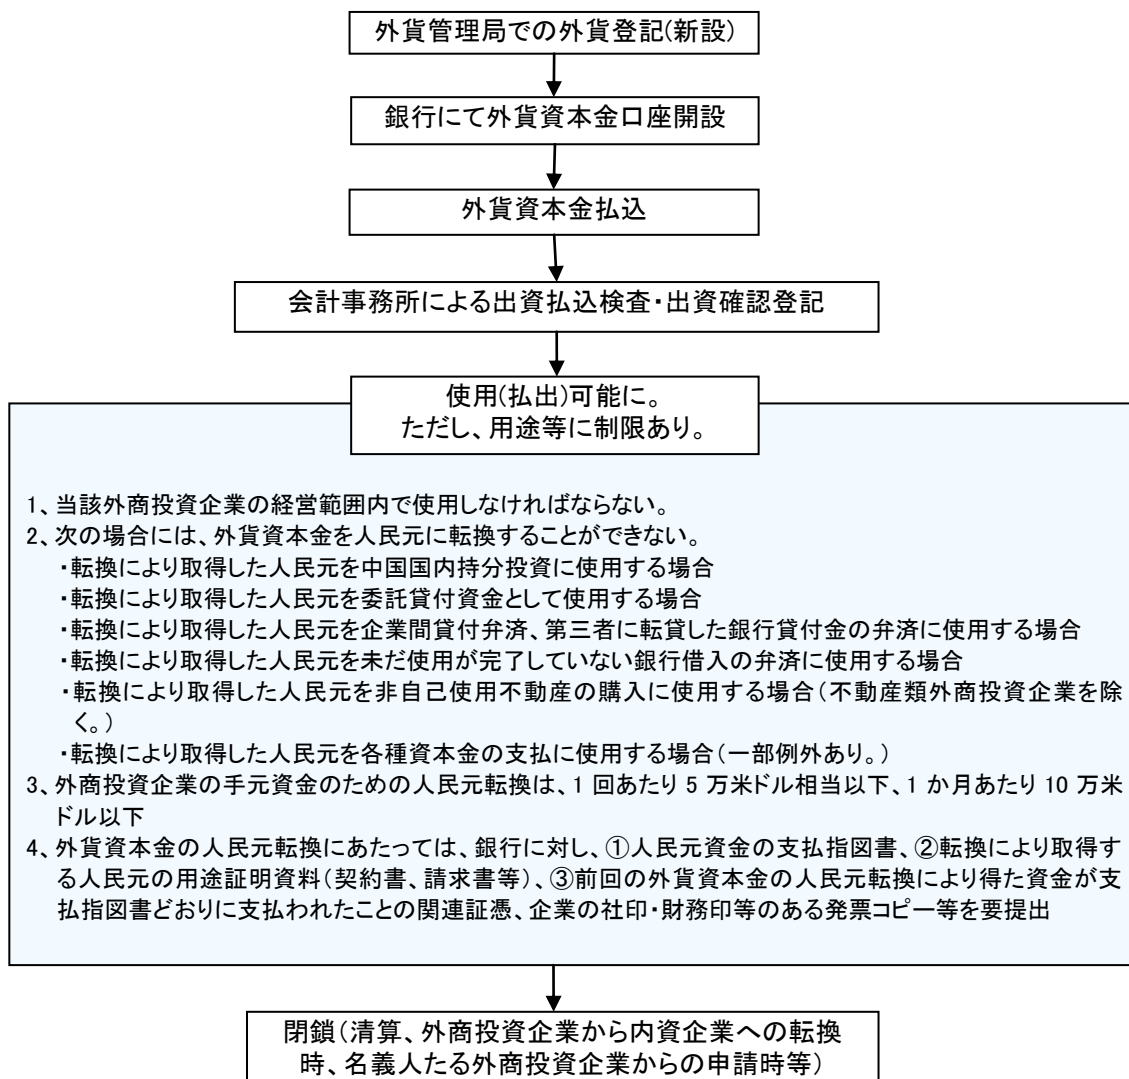 外貨管理局での外貨登記(新設)
銀行にて外貨資本金口座開設
外貨資本金払込
会計事務所による出資払込検査・出資確認登記
使用(払出)可能に。
ただし、用途等に制限あり。
1、当該外商投資企業の経営範囲内で使用しなければならない。
2、次の場合には、外貨資本金を人民元に転換することができない。
・転換により取得した人民元を中国国内持分投資に使用する場合
・転換により取得した人民元を委託貸付資金として使用する場合
・転換により取得した人民元を企業間貸付弁済、第三者に転貸した銀行貸付金の弁済に使用する場合
・転換により取得した人民元を未だ使用が完了していない銀行借入の弁済に使用する場合
・転換により取得した人民元を非自己使用不動産の購入に使用する場合(不動産類外商投資企業を除
く。)
・転換により取得した人民元を各種資本金の支払に使用する場合(一部例外あり。)
3、外商投資企業の手元資金のための人民元転換は、1 回あたり 5 万米ドル相当以下、1 か月あたり 10 万米
ドル以下
4、外貨資本金の人民元転換にあたっては、銀行に対し、①人民元資金の支払指図書、②転換により取得す
る人民元の用途証明資料(契約書、請求書等)、③前回の外貨資本金の人民元転換により得た資金が支
払指図書どおりに支払われたことの関連証憑、企業の社印・財務印等のある発票コピー等を要提出
閉鎖(清算、外商投資企業から内資企業への転換
時、名義人たる外商投資企業からの申請時等)